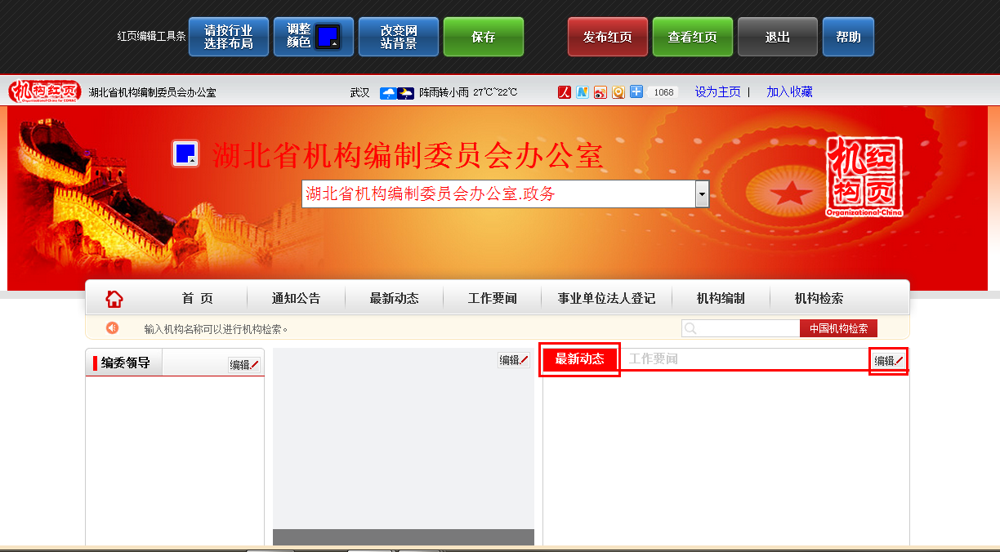 红页编辑工具条
请按行业
选择布局
调整
颜色
改变网
站背景
保存
发布红页
查看红页
退出
帮助
机构红页
Organizational·China for CONAC
湖北省机构编制委员会办公室
武汉
阵雨转小雨 27℃~22℃
1068
设为主页 |
加入收藏
湖北省机构编制委员会办公室
湖北省机构编制委员会办公室.政务
机构红页
Organizational·China
首 页
通知公告
最新动态
工作要闻
事业单位法人登记
机构编制
机构检索
输入机构名称可以进行机构检索。
中国机构检索
编委领导
编辑
编辑
最新动态
工作要闻
编辑